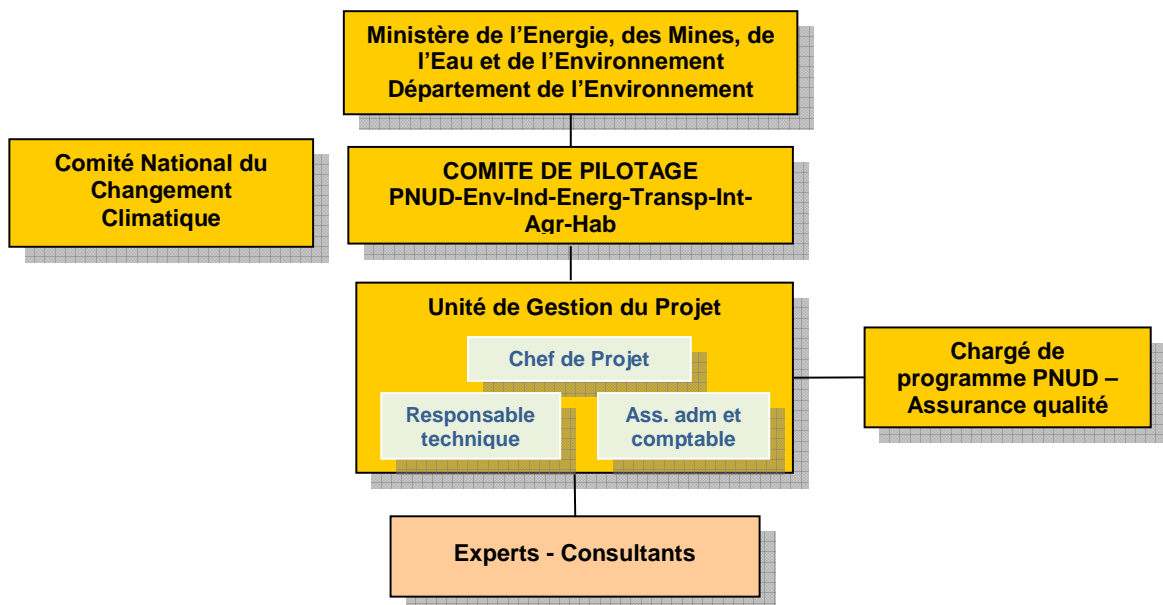 Ministère de l'Energie, des Mines, de
l'Eau et de l'Environnement
Département de l'Environnement
Comité National du
Changement
Climatique
COMITE DE PILOTAGE
PNUD-Env-Ind-Energ-Transp-Int-
Agr-Hab
Unité de Gestion du Projet
Chef de Projet
Responsable
technique
Ass. adm et
comptable
Chargé de
programme PNUD –
Assurance qualité
Experts - Consultants